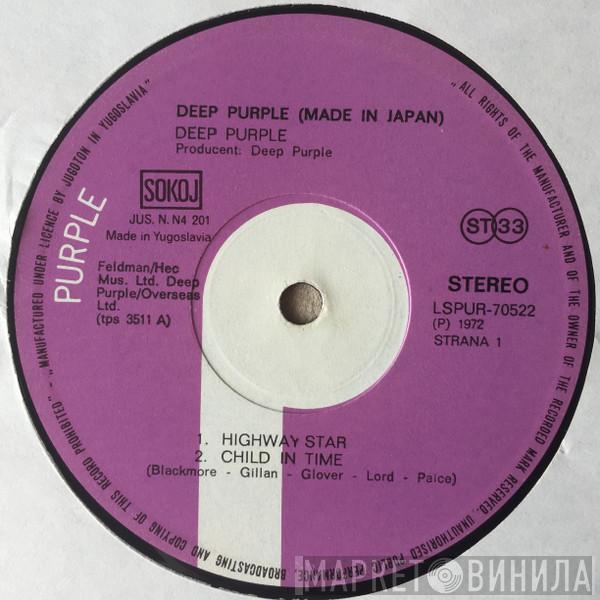 DEEP PURPLE (MADE IN JAPAN)
DEEP PURPLE
Producent: Deep Purple
SOKOJ
JUS. N. N4 201
Made in Yugoslavia
Feldman/Hec
Mus. Ltd. Deep
Purple/Overseas
Ltd.
(tps 3511 A)
PURPLE
ST 33
STEREO
LSPUR-70522
(P) 1972
STRANA 1
1. HIGHWAY STAR
2. CHILD IN TIME
(Blackmore - Gillan - Glover - Lord - Paice)
„ALL RIGHTS OF THE MANUFACTURER AND OF THE OWNER OF THE RECORDED MARK RESERVED, UNAUTHORISED PUBLIC PERFORMANCE, BROADCASTING AND COPYING OF THIS RECORD PROHIBITED" - „MANUFACTURED UNDER LICENCE BY JUGOTON IN YUGOSLAVIA"
МАРКЕТ ВИНИЛА